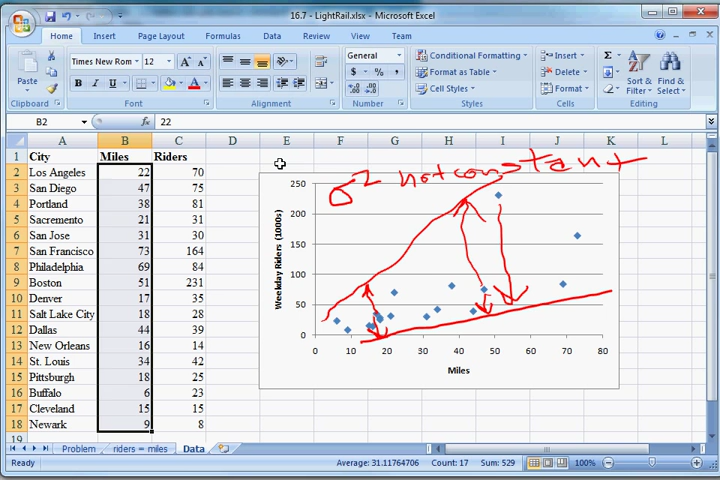 16.7 - LightRail.xlsx - Microsoft Excel
Home Insert Page Layout Formulas Data Review View Team
Times New Rom 12 General Conditional Formatting Insert Σ
Paste B I U $ % , Format as Table Delete Sort & Find &
Cell Styles Format Filter Select
Clipboard Font Alignment Number Styles Cells Editing
B2 22
A B C D E F G H I J K L
1 City Miles Riders
2 Los Angeles 22 70
3 San Diego 47 75
4 Portland 38 81
5 Sacremento 21 31
6 San Jose 31 30
7 San Francisco 73 164
8 Philadelphia 69 84
9 Boston 51 231
10 Denver 17 35
11 Salt Lake City 18 28
12 Dallas 44 39
13 New Orleans 16 14
14 St. Louis 34 42
15 Pittsburgh 18 25
16 Buffalo 6 23
17 Cleveland 15 15
18 Newark 9 8
19
σ² not constant
250
200
150
100
50
0
Weekday Riders (1000s)
0 10 20 30 40 50 60 70 80
Miles
Problem riders = miles Data
Ready Average: 31.11764706 Count: 17 Sum: 529 100%